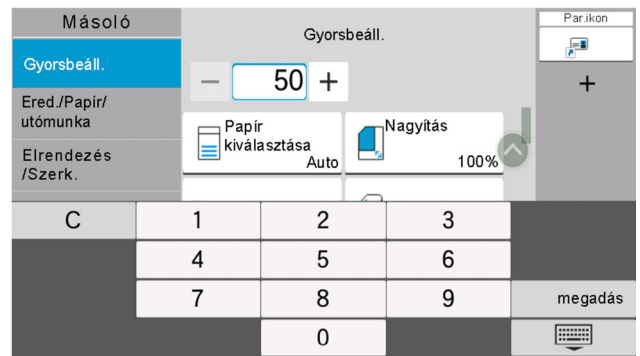 Másoló
Gyorsbeáll.
Par.ikon
Gyorsbeáll.
− 50 +
+
Ered./Papír/
utómunka
Papír
kiválasztása
Auto
Nagyítás
100%
Elrendezés
/Szerk.
C 1 2 3
4 5 6
7 8 9 megadás
0